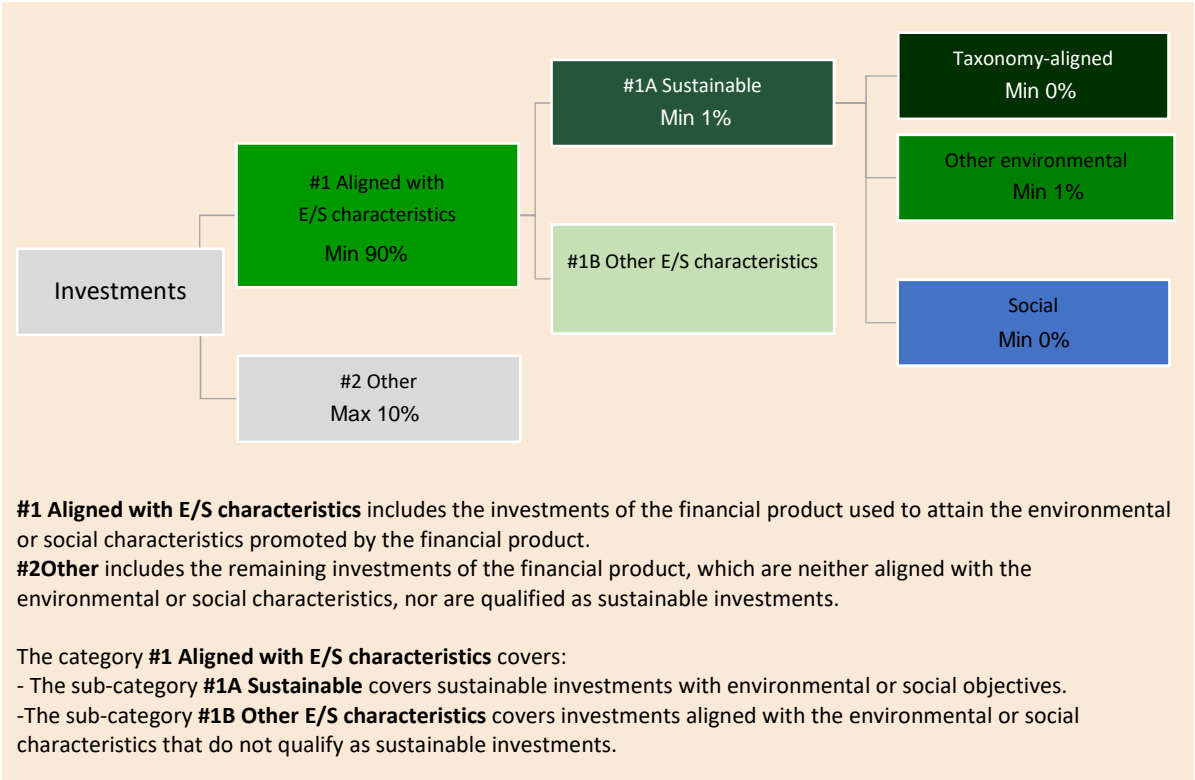 Investments
#1 Aligned with
E/S characteristics
Min 90%
#2 Other
Max 10%
#1A Sustainable
Min 1%
#1B Other E/S characteristics
Taxonomy-aligned
Min 0%
Other environmental
Min 1%
Social
Min 0%
#1 Aligned with E/S characteristics includes the investments of the financial product used to attain the environmental
or social characteristics promoted by the financial product.
#2Other includes the remaining investments of the financial product, which are neither aligned with the
environmental or social characteristics, nor are qualified as sustainable investments.
The category #1 Aligned with E/S characteristics covers:
- The sub-category #1A Sustainable covers sustainable investments with environmental or social objectives.
-The sub-category #1B Other E/S characteristics covers investments aligned with the environmental or social
characteristics that do not qualify as sustainable investments.